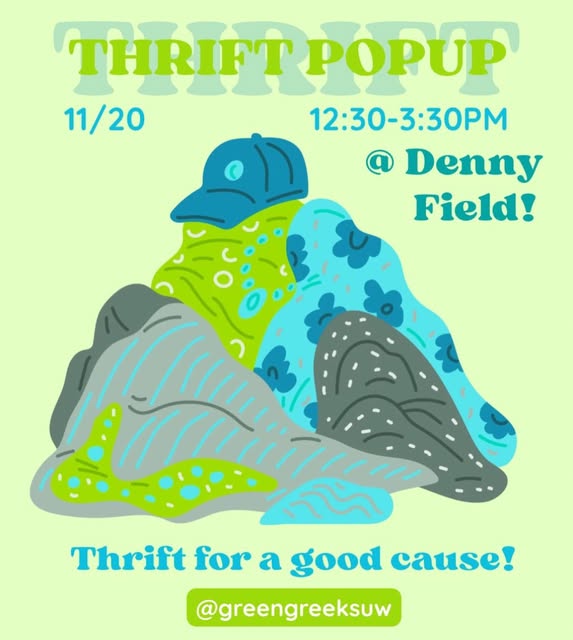 THRIFT
THRIFT POPUP
11/20
12:30-3:30PM
@ Denny
Field!
Thrift for a good cause!
@greengreeksuw